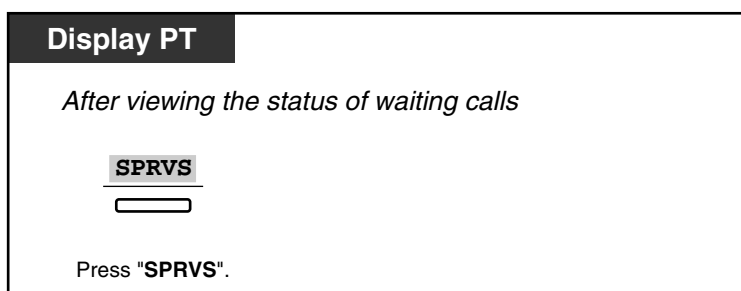 Display PT
After viewing the status of waiting calls
SPRVS
Press "SPRVS".